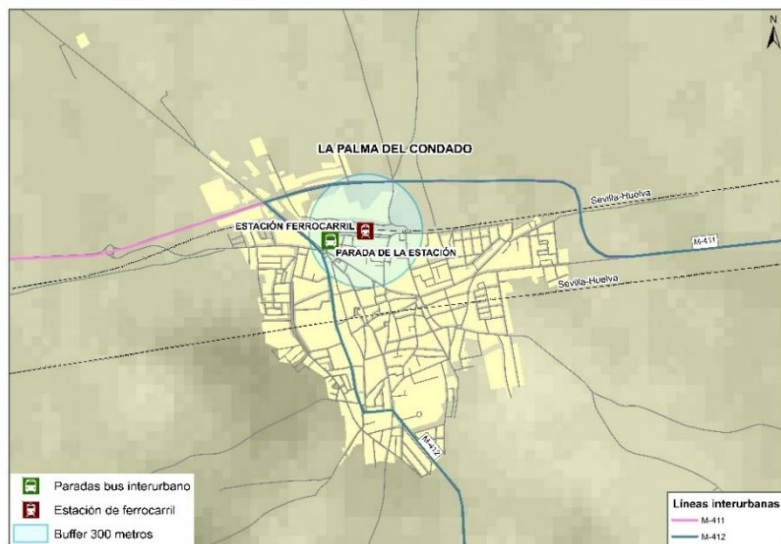 N
LA PALMA DEL CONDADO
Sevilla-Huelva
ESTACIÓN FERROCARRIL
PARADA DE LA ESTACIÓN
M-411
Sevilla-Huelva
M-412
Paradas bus interurbano
Estación de ferrocarril
Buffer 300 metros
Líneas interurbanas
M-411
M-412